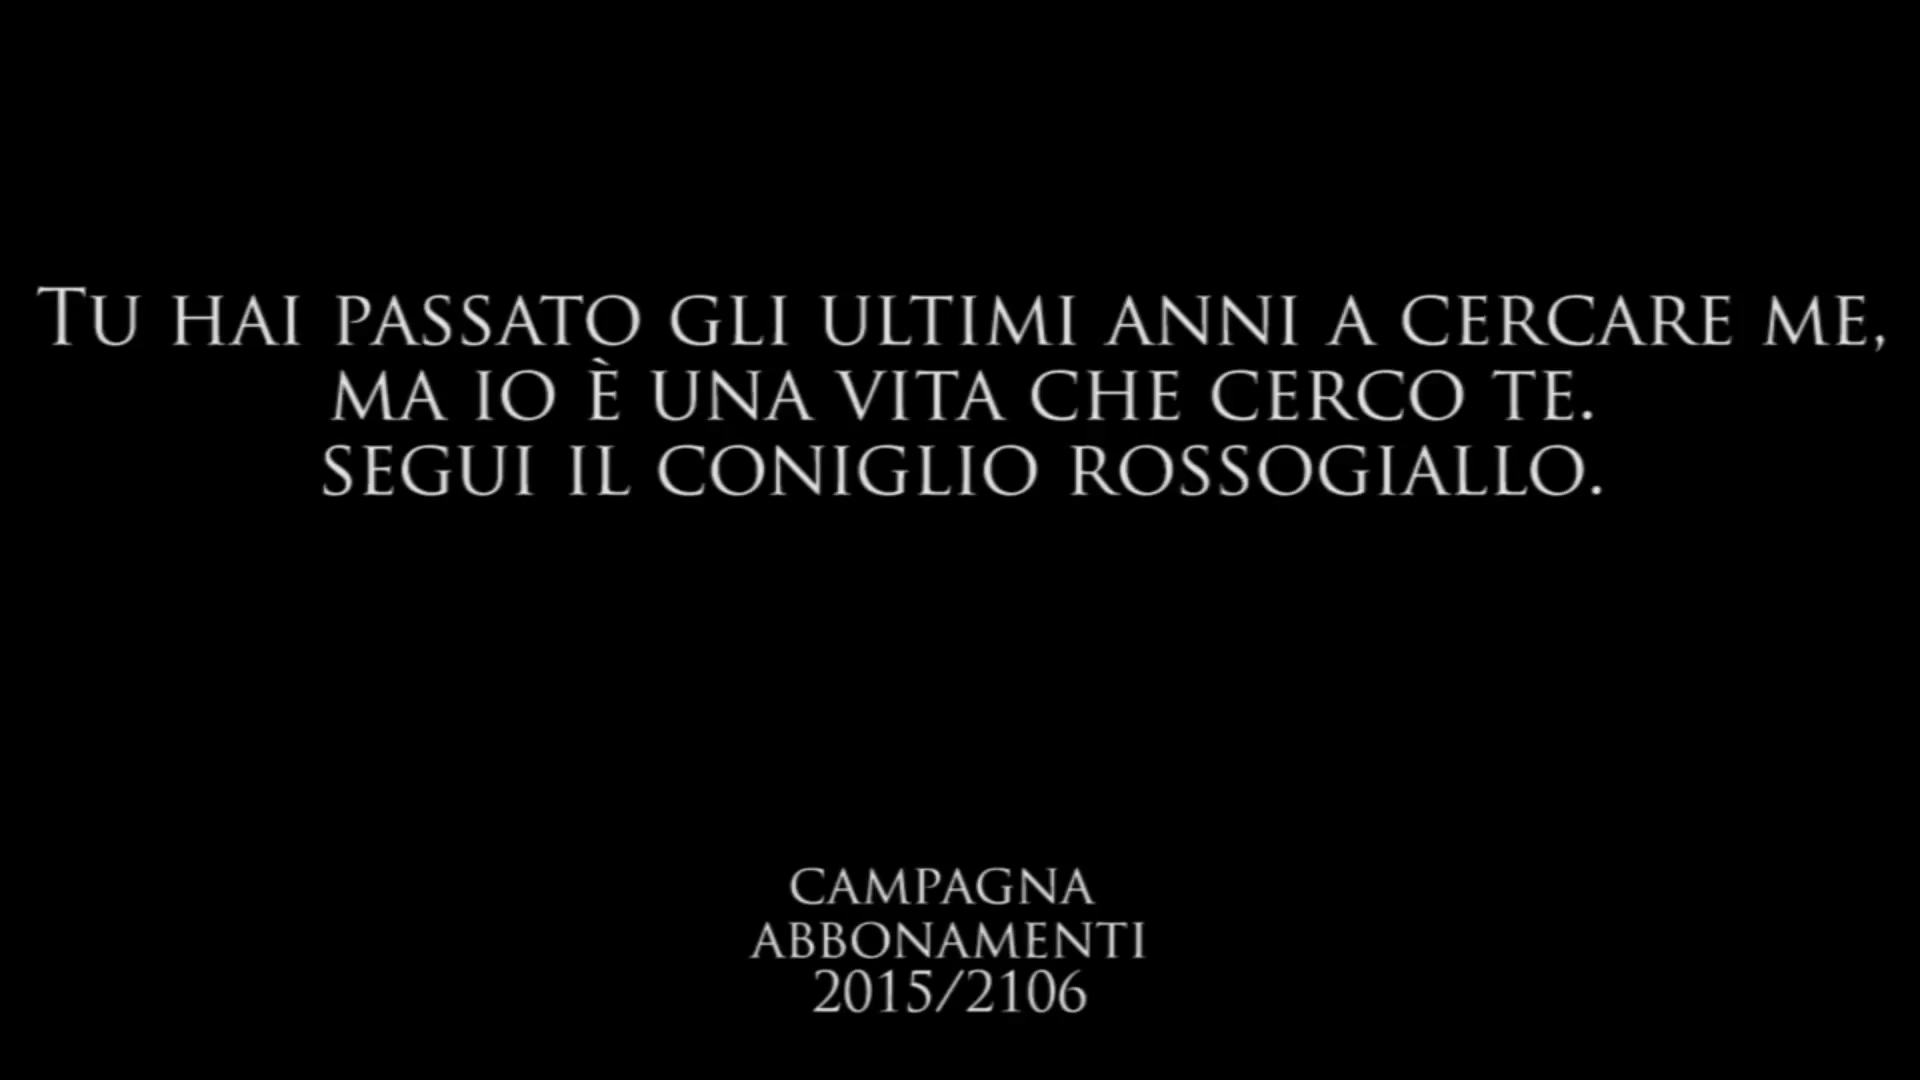 Tu hai passato gli ultimi anni a cercare me,
ma io è una vita che cerco te.
segui il coniglio rossogiallo.
campagna
abbonamenti
2015/2106